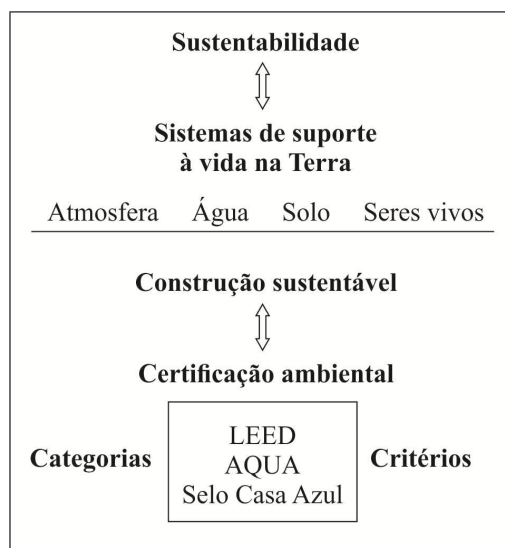 Sustentabilidade
Sistemas de suporte
à vida na Terra
Atmosfera Água Solo Seres vivos
Construção sustentável
Certificação ambiental
Categorias
LEED
AQUA
Selo Casa Azul
Critérios